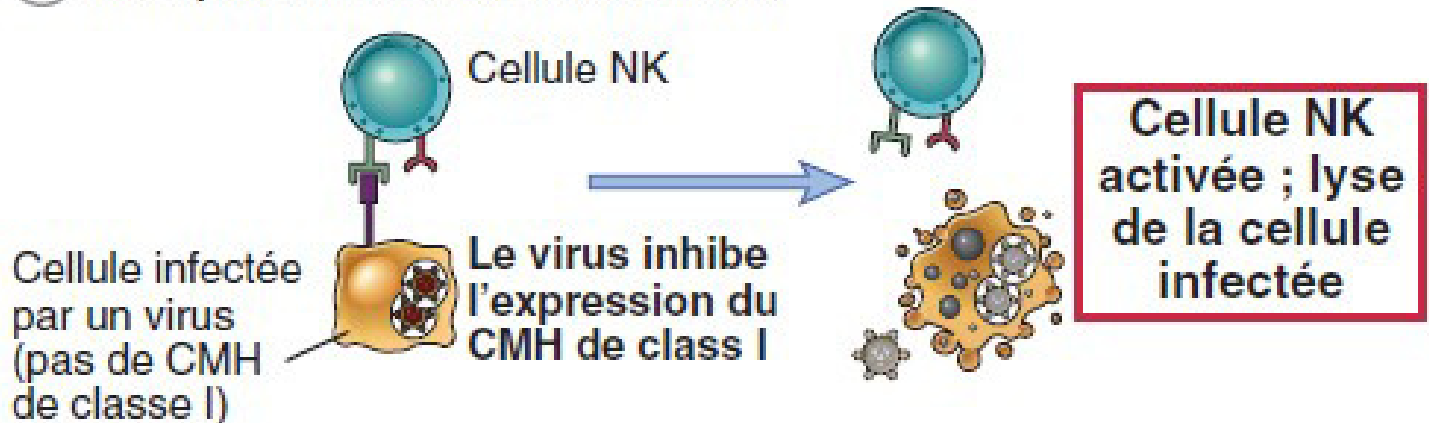 Cellule NK
Cellule infectée
par un virus
(pas de CMH
de classe I)
Le virus inhibe
l'expression du
CMH de class I
Cellule NK
activée ; lyse
de la cellule
infectée